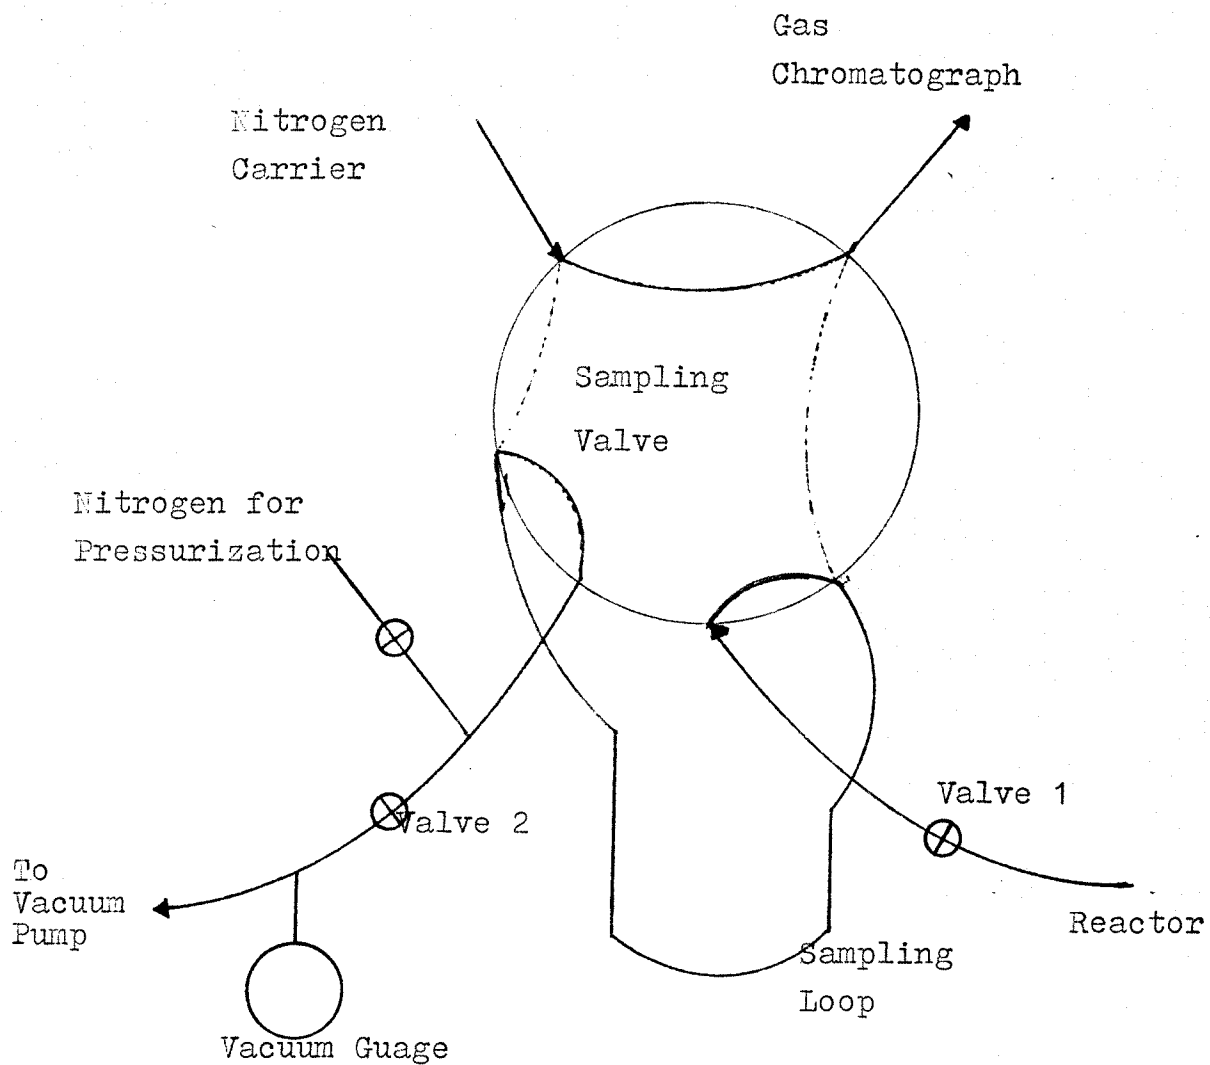 Gas
Chromatograph
Nitrogen
Carrier
Sampling
Valve
Nitrogen for
Pressurization
Valve 1
Valve 2
To
Vacuum
Pump
Reactor
Sampling
Loop
Vacuum Guage